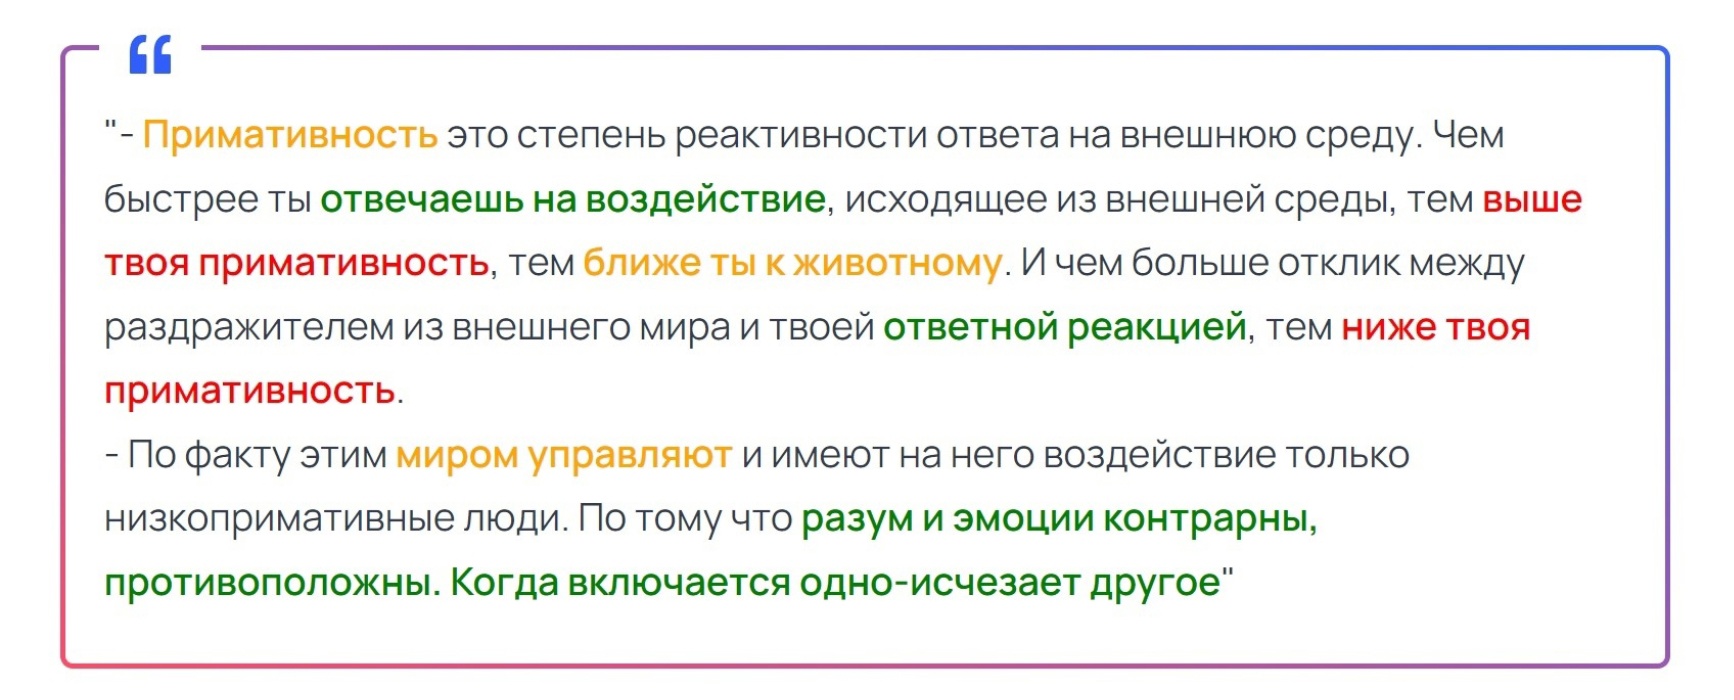 "- Примативность это степень реактивности ответа на внешнюю среду. Чем
быстрее ты отвечаешь на воздействие, исходящее из внешней среды, тем выше
твоя примативность, тем ближе ты к животному. И чем больше отклик между
раздражителем из внешнего мира и твоей ответной реакцией, тем ниже твоя
примативность.
- По факту этим миром управляют и имеют на него воздействие только
низкопримативные люди. По тому что разум и эмоции контрарны,
противоположны. Когда включается одно-исчезает другое"